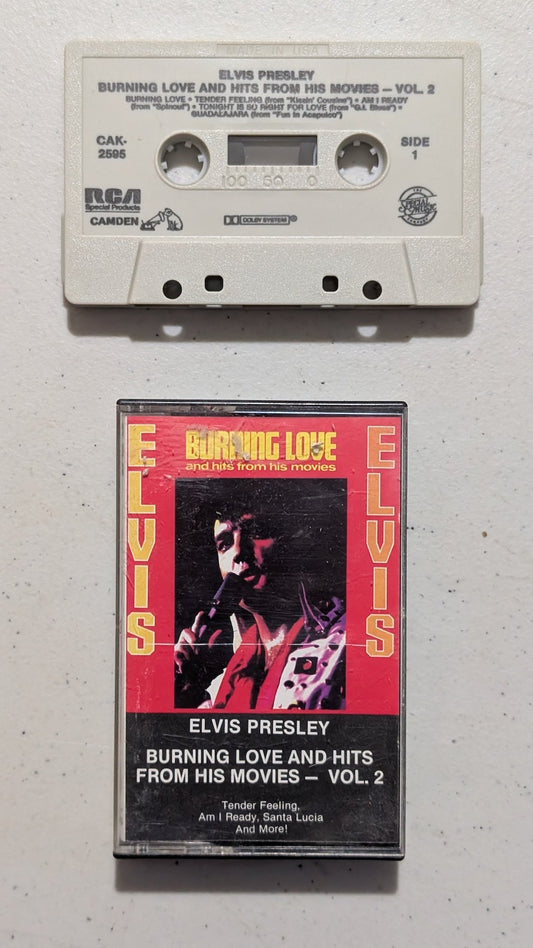 MADE IN USA
ELVIS PRESLEY
BURNING LOVE AND HITS FROM HIS MOVIES — VOL. 2
BURNING LOVE • TENDER FEELING (from "Kissin' Cousins") • AM I READY
(from "Spinout") • TONIGHT IS SO RIGHT FOR LOVE (from "G.I. Blues") •
GUADALAJARA (from "Fun in Acapulco")
CAK-
2595
SIDE
1
100 50 0
RCA
Special Products
CAMDEN
DOLBY SYSTEM®
THE
SPECIAL
MUSIC
COMPANY
ELVIS
BURNING LOVE
and hits from his movies
ELVIS
ELVIS PRESLEY
BURNING LOVE AND HITS
FROM HIS MOVIES — VOL. 2
Tender Feeling,
Am I Ready, Santa Lucia
And More!